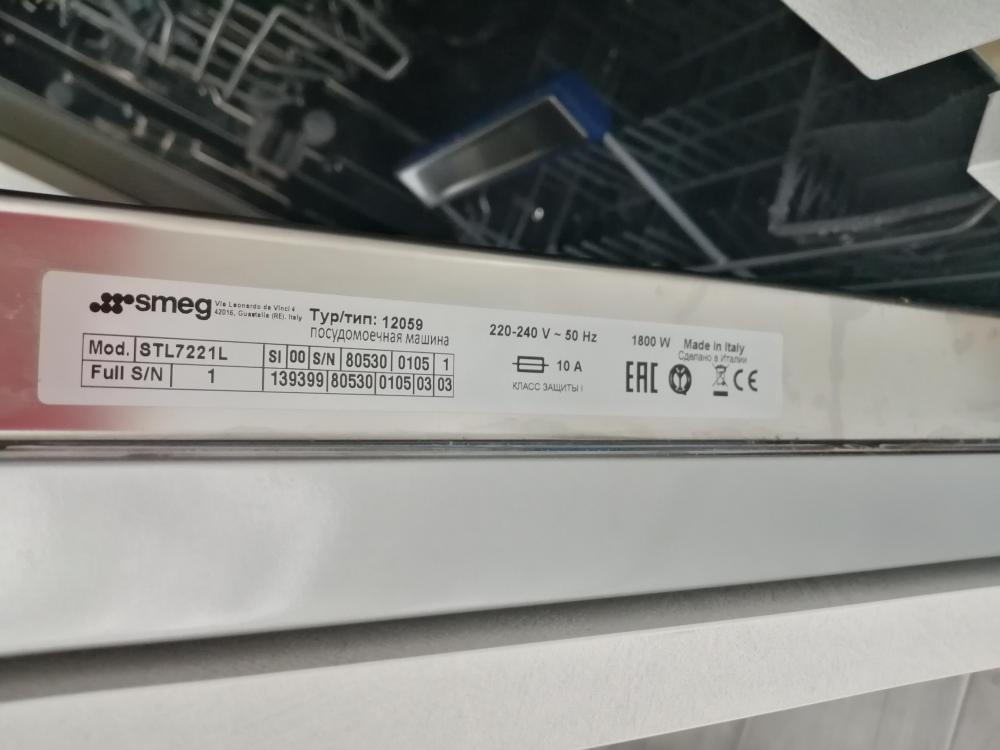 smeg Via Leonardo da Vinci 4
42016, Guastalla (RE), Italy
Typ/тип: 12059
посудомоечная машина
Mod. STL7221L SI 00 S/N 80530 0105 1
Full S/N 1 139399 80530 0105 03 03
220-240 V ~ 50 Hz
10 A
КЛАСС ЗАЩИТЫ I
1800 W Made in Italy
Сделано в Италии
EAC CE